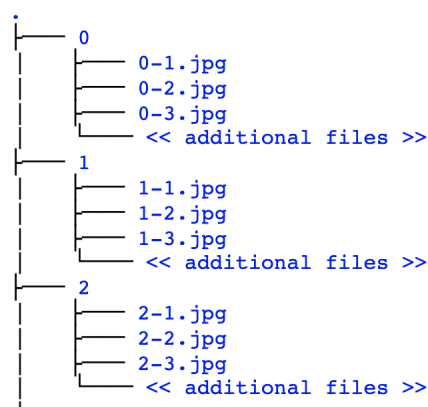 .
0
0-1.jpg
0-2.jpg
0-3.jpg
<< additional files >>
1
1-1.jpg
1-2.jpg
1-3.jpg
<< additional files >>
2
2-1.jpg
2-2.jpg
2-3.jpg
<< additional files >>